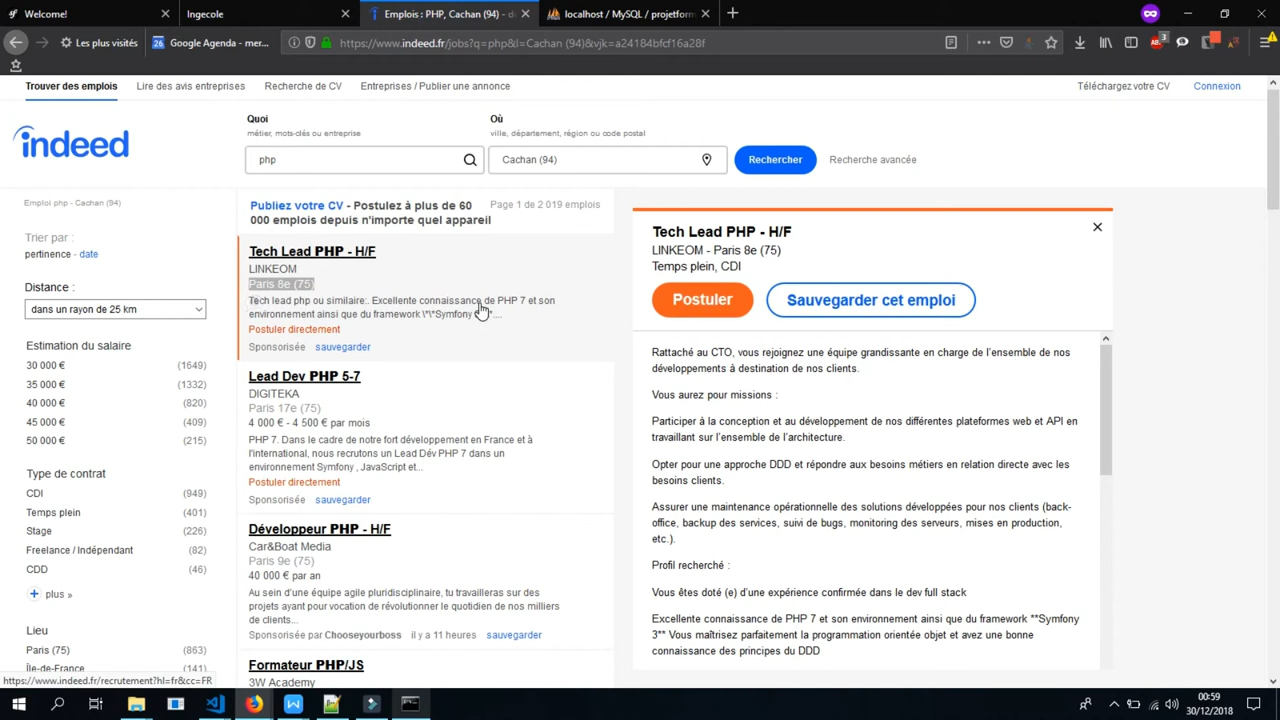 Welcome!
Ingecole
Emplois : PHP, Cachan (94) - de
localhost / MySQL / projetform
Les plus visités
Google Agenda - mer...
https://www.indeed.fr/jobs?q=php&l=Cachan (94)&vjk=a24184bfcf16a28f
Trouver des emplois
Lire des avis entreprises
Recherche de CV
Entreprises / Publier une annonce
Téléchargez votre CV
Connexion
indeed
Quoi
métier, mots-clés ou entreprise
Où
ville, département, région ou code postal
php
Cachan (94)
Rechercher
Recherche avancée
Emploi php - Cachan (94)
Trier par :
pertinence - date
Distance :
dans un rayon de 25 km
Estimation du salaire
30 000 € (1649)
35 000 € (1332)
40 000 € (820)
45 000 € (409)
50 000 € (215)
Type de contrat
CDI (949)
Temps plein (401)
Stage (226)
Freelance / Indépendant (82)
CDD (46)
+ plus »
Lieu
Paris (75) (863)
Île-de-France (141)
https://www.indeed.fr/recrutement?hl=fr&cc=FR
Publiez votre CV - Postulez à plus de 60
000 emplois depuis n'importe quel appareil
Page 1 de 2 019 emplois
Tech Lead PHP - H/F
LINKEOM
Paris 8e (75)
Tech lead php ou similaire:. Excellente connaissance de PHP 7 et son
environnement ainsi que du framework \*\*Symfony *"...
Postuler directement
Sponsorisée sauvegarder
Lead Dev PHP 5-7
DIGITEKA
Paris 17e (75)
4 000 € - 4 500 € par mois
PHP 7. Dans le cadre de notre fort développement en France et à
l'international, nous recrutons un Lead Dév PHP 7 dans un
environnement Symfony , JavaScript et...
Postuler directement
Sponsorisée sauvegarder
Développeur PHP - H/F
Car&Boat Media
Paris 9e (75)
40 000 € par an
Au sein d'une équipe agile pluridisciplinaire, tu travailleras sur des
projets ayant pour vocation de révolutionner le quotidien de nos milliers
de clients...
Sponsorisée par Chooseyourboss il y a 11 heures sauvegarder
Formateur PHP/JS
3W Academy
Tech Lead PHP - H/F
LINKEOM - Paris 8e (75)
Temps plein, CDI
Postuler
Sauvegarder cet emploi
Rattaché au CTO, vous rejoignez une équipe grandissante en charge de l'ensemble de nos
développements à destination de nos clients.
Vous aurez pour missions :
Participer à la conception et au développement de nos différentes plateformes web et API en
travaillant sur l'ensemble de l'architecture.
Opter pour une approche DDD et répondre aux besoins métiers en relation directe avec les
besoins clients.
Assurer une maintenance opérationnelle des solutions développées pour nos clients (back-
office, backup des services, suivi de bugs, monitoring des serveurs, mises en production,
etc.).
Profil recherché :
Vous êtes doté (e) d'une expérience confirmée dans le dev full stack
Excellente connaissance de PHP 7 et son environnement ainsi que du framework **Symfony
3** Vous maîtrisez parfaitement la programmation orientée objet et avez une bonne
connaissance des principes du DDD
00:59
30/12/2018